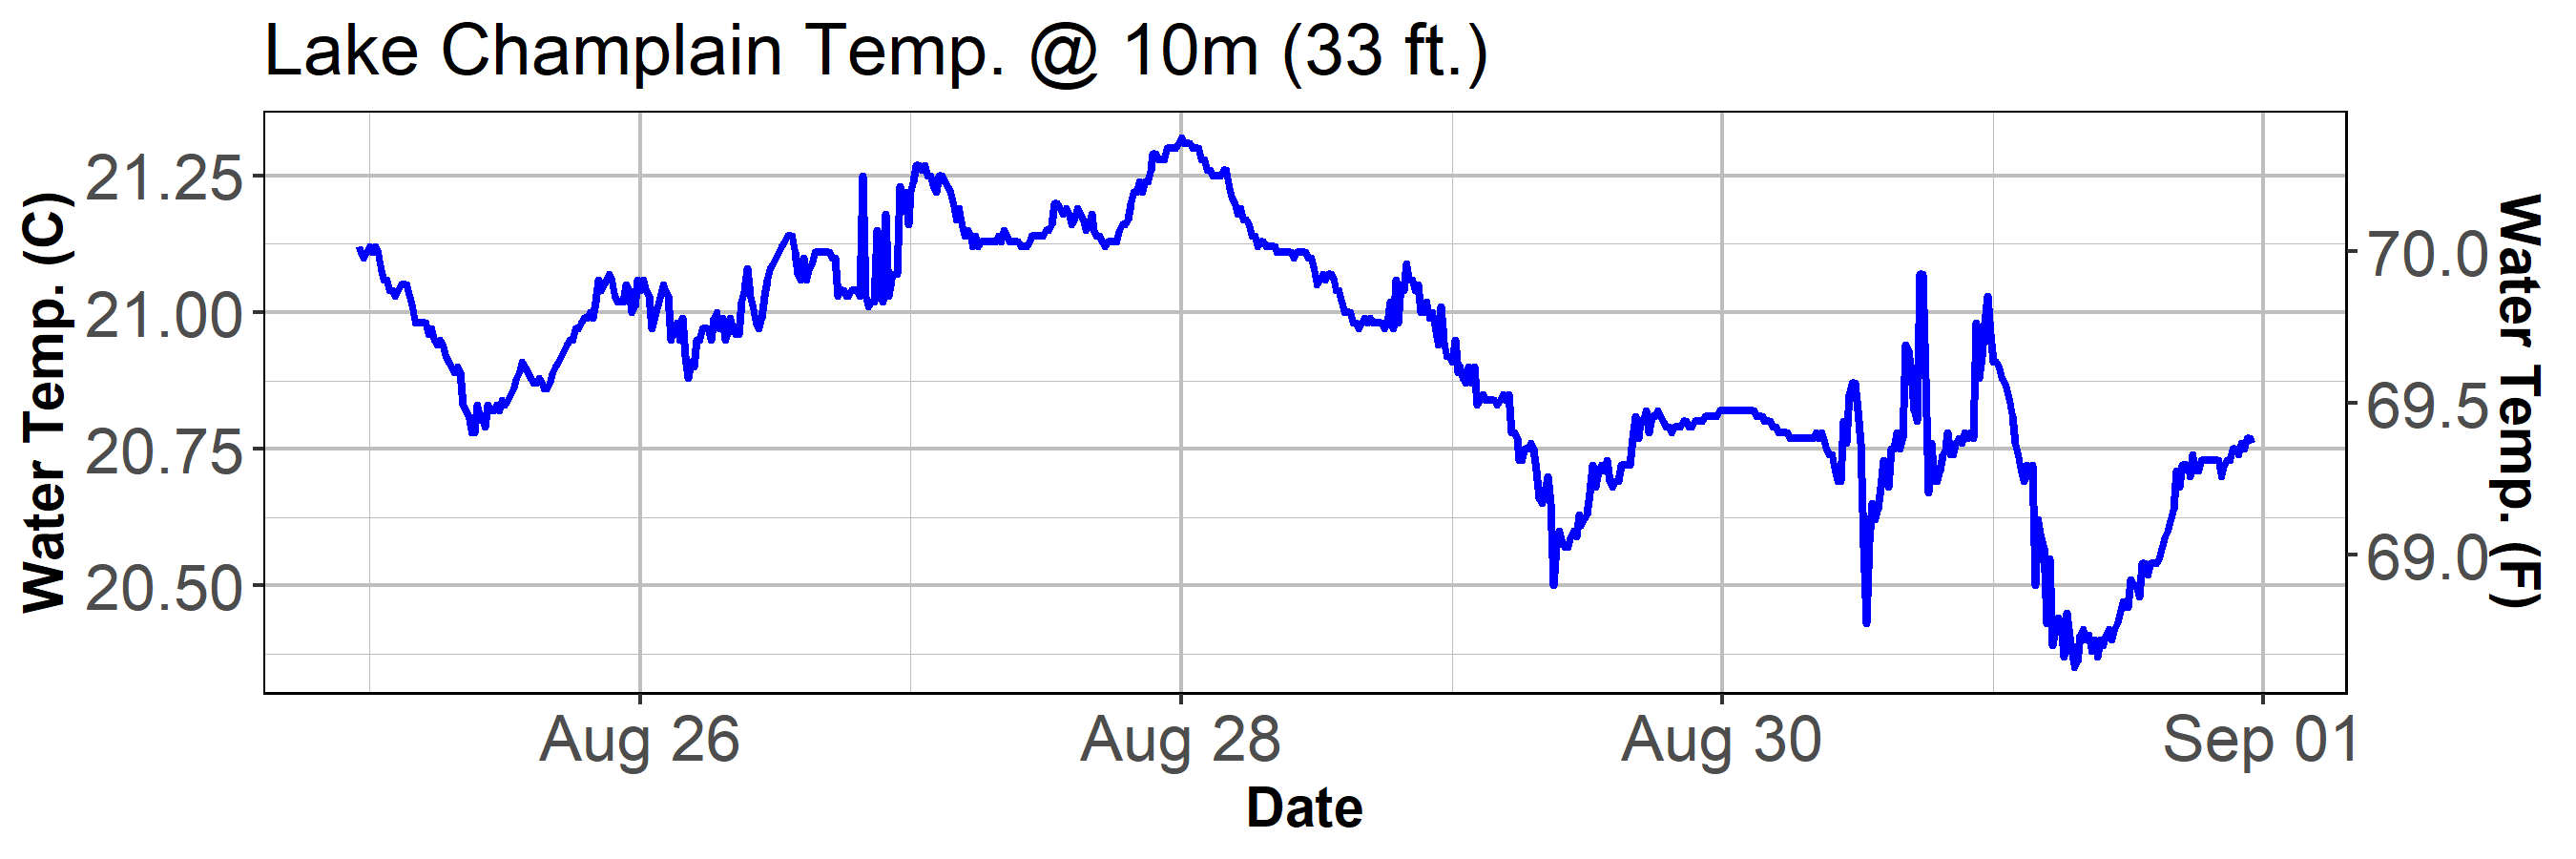 Lake Champlain Temp. @ 10m (33 ft.)
Water Temp. (C)
21.25
21.00
20.75
20.50
70.0
69.5
69.0
Water Temp. (F)
Aug 26
Aug 28
Aug 30
Sep 01
Date